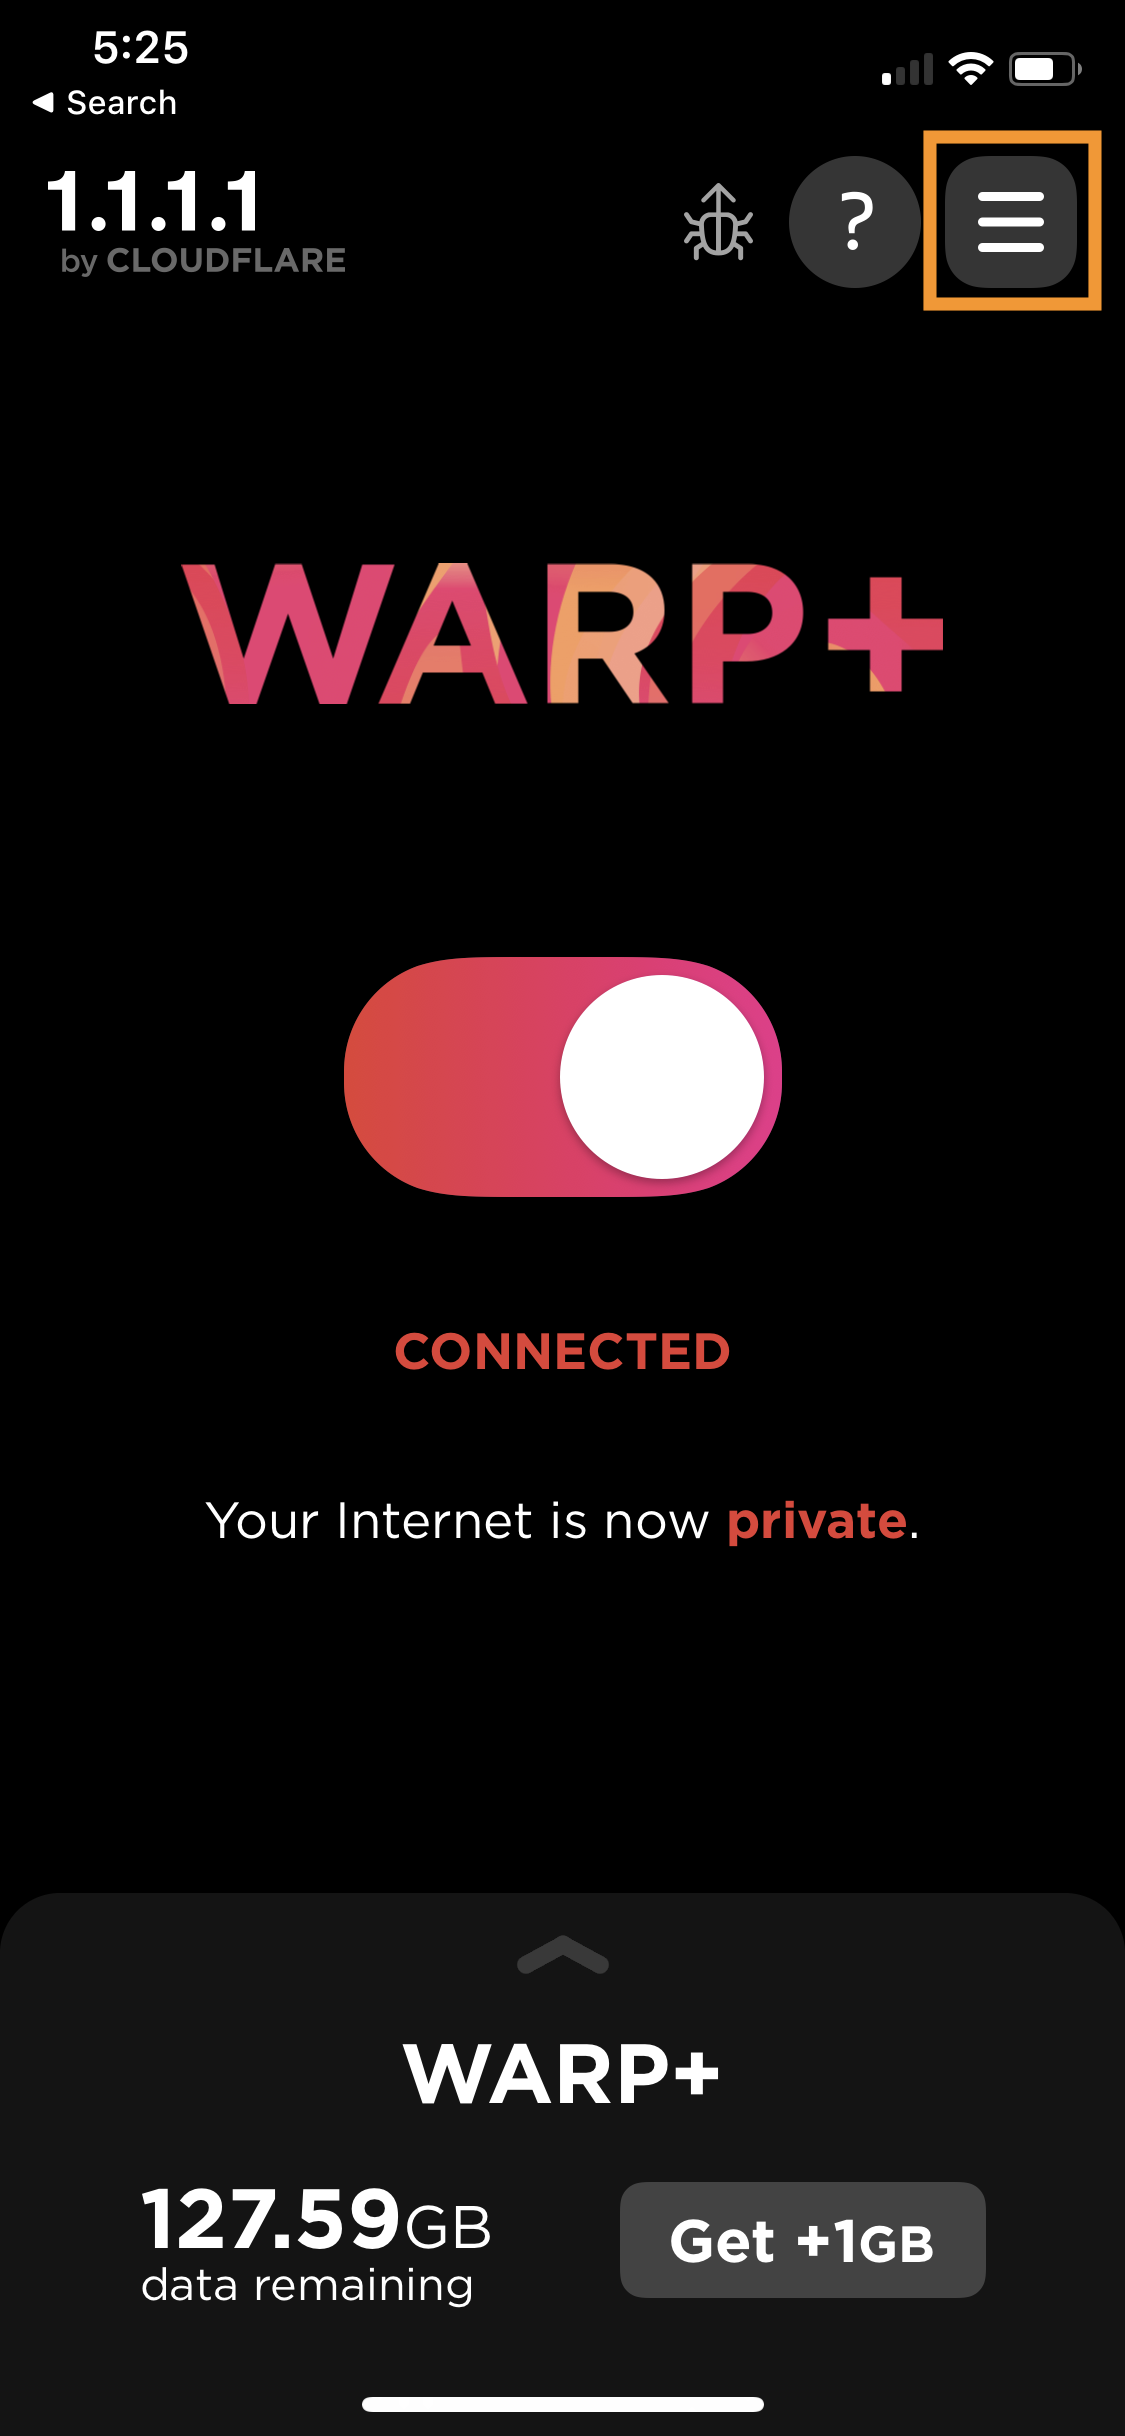 5:25
◀ Search
1.1.1.1
by CLOUDFLARE
?
WARP+
CONNECTED
Your Internet is now private.
WARP+
127.59GB
data remaining
Get +1GB